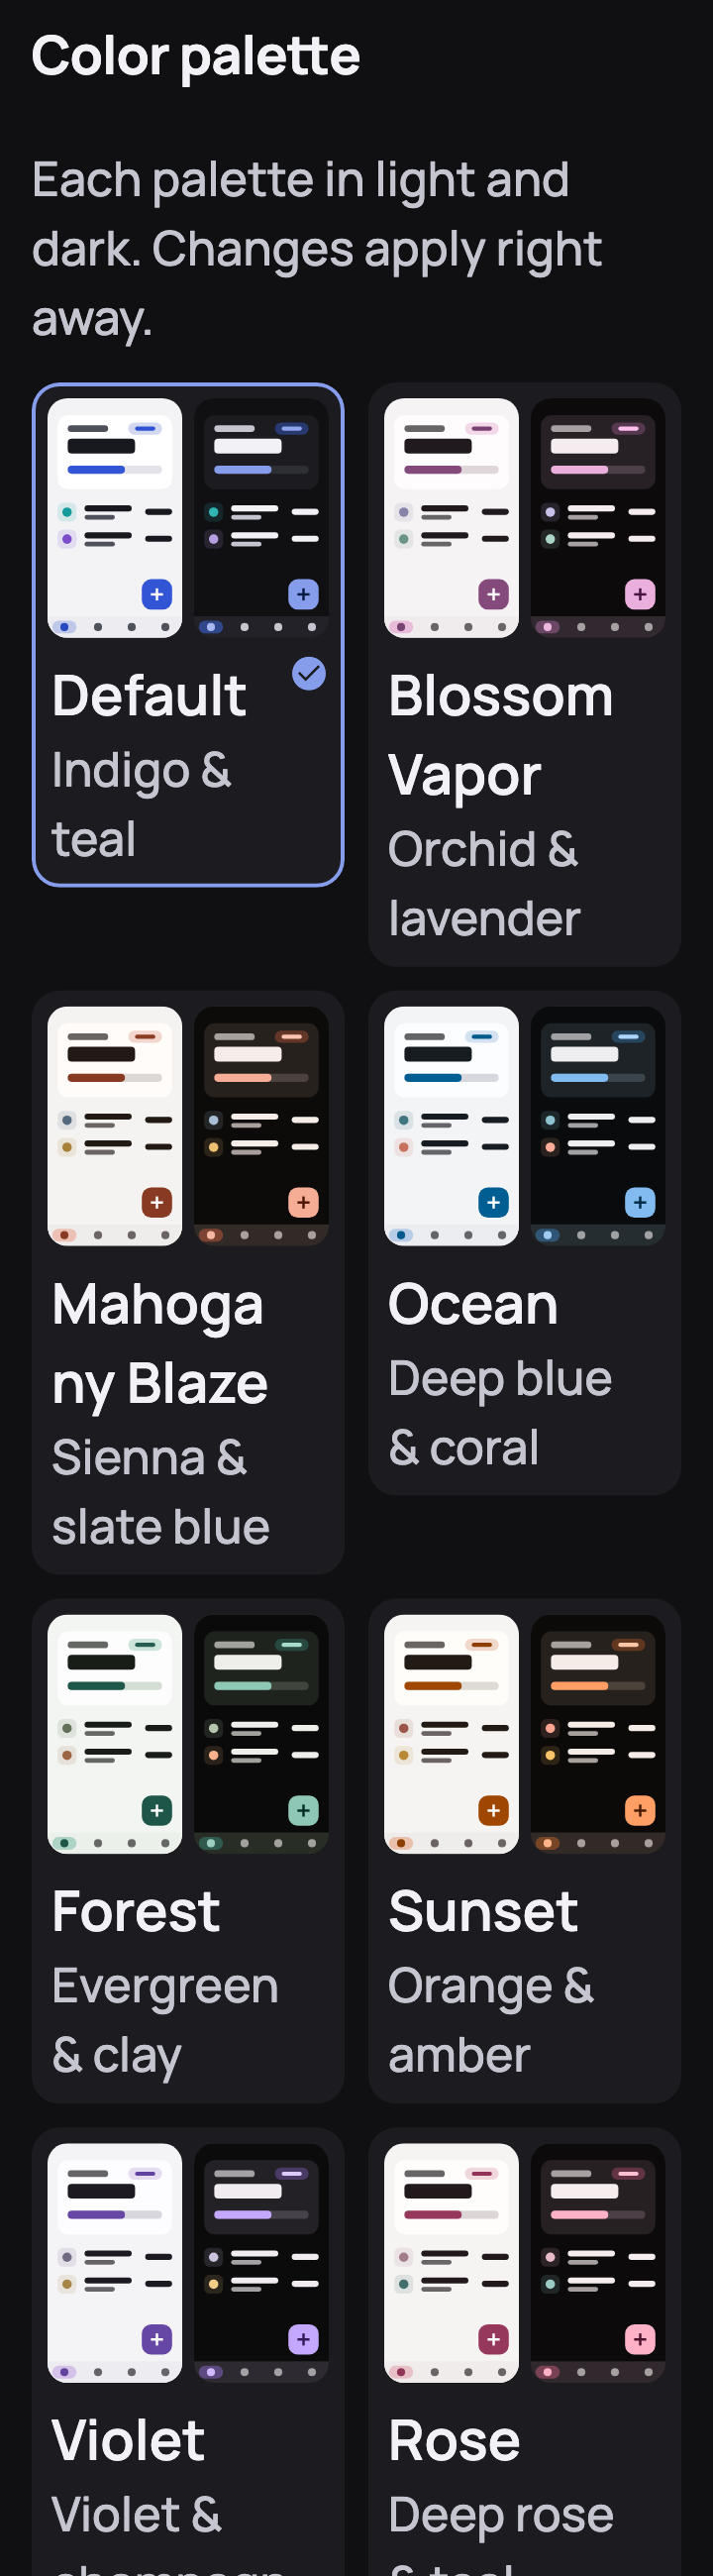 Color palette
Each palette in light and
dark. Changes apply right
away.
Default
Indigo &
teal
Blossom
Vapor
Orchid &
lavender
Mahoga
ny Blaze
Sienna &
slate blue
Ocean
Deep blue
& coral
Forest
Evergreen
& clay
Sunset
Orange &
amber
Violet
Violet &
Rose
Deep rose